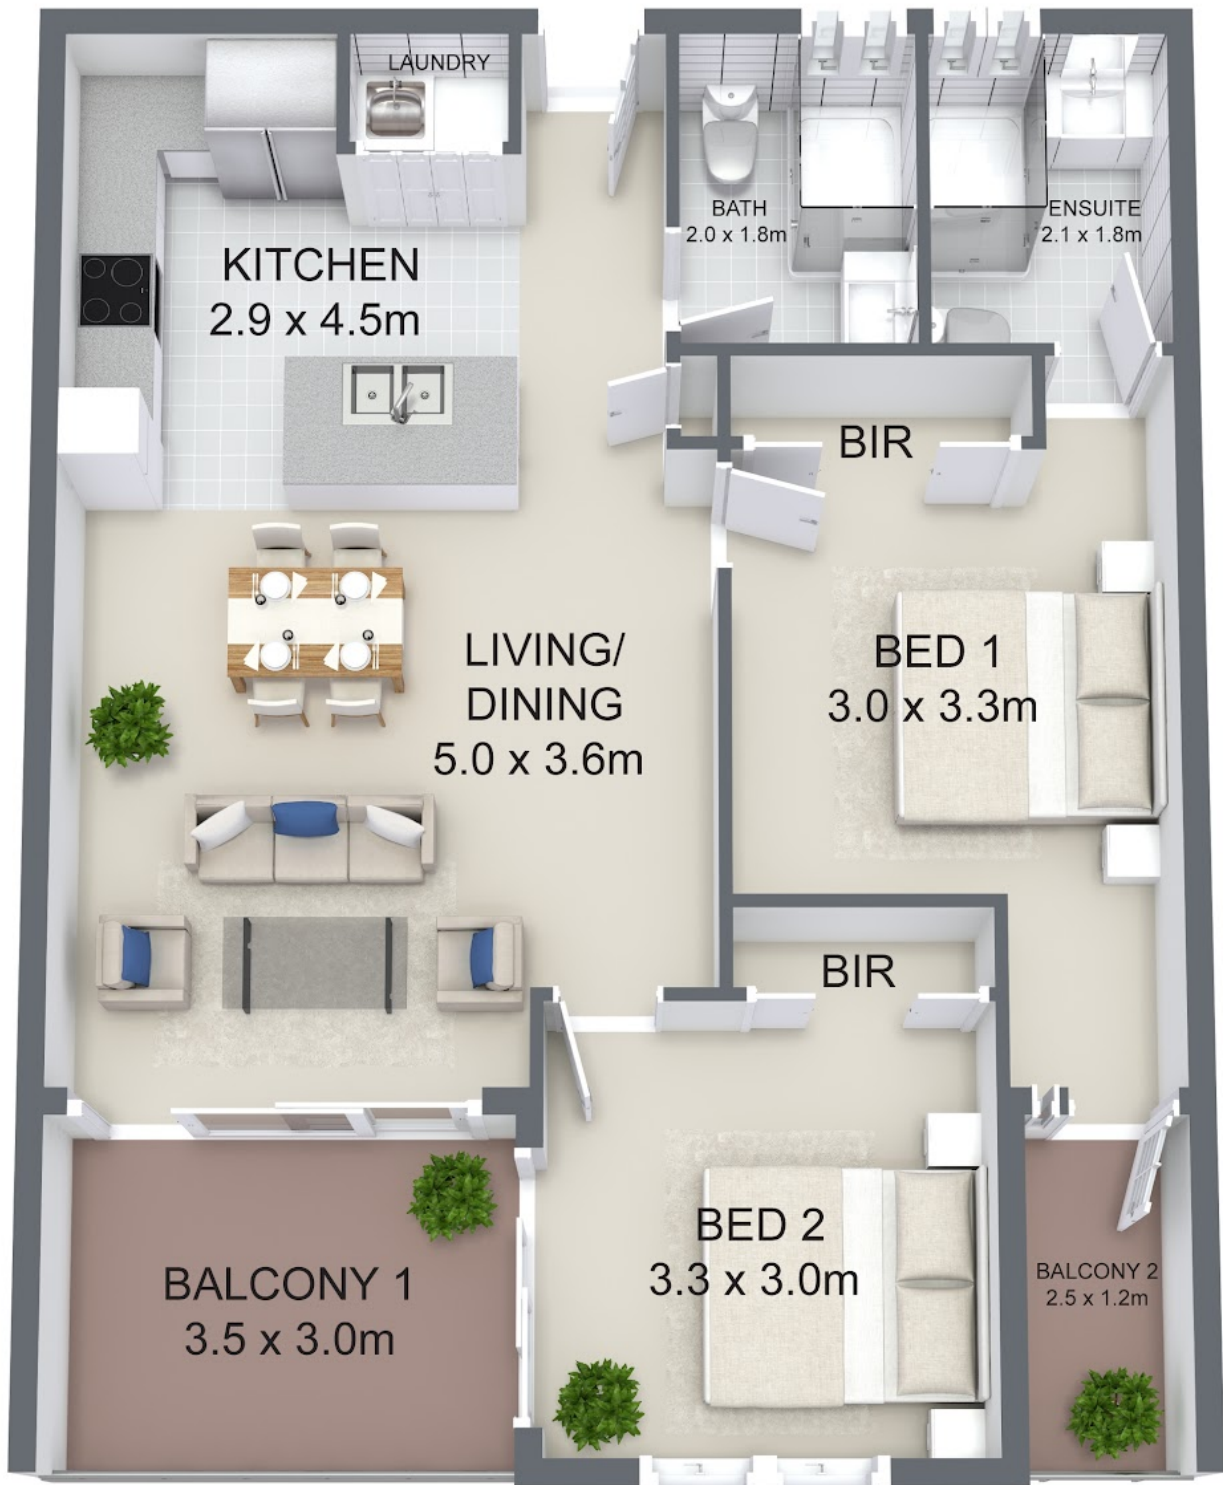 LAUNDRY
BATH
2.0 x 1.8m
ENSUITE
2.1 x 1.8m
KITCHEN
2.9 x 4.5m
BIR
LIVING/
DINING
5.0 x 3.6m
BED 1
3.0 x 3.3m
BIR
BED 2
3.3 x 3.0m
BALCONY 1
3.5 x 3.0m
BALCONY 2
2.5 x 1.2m